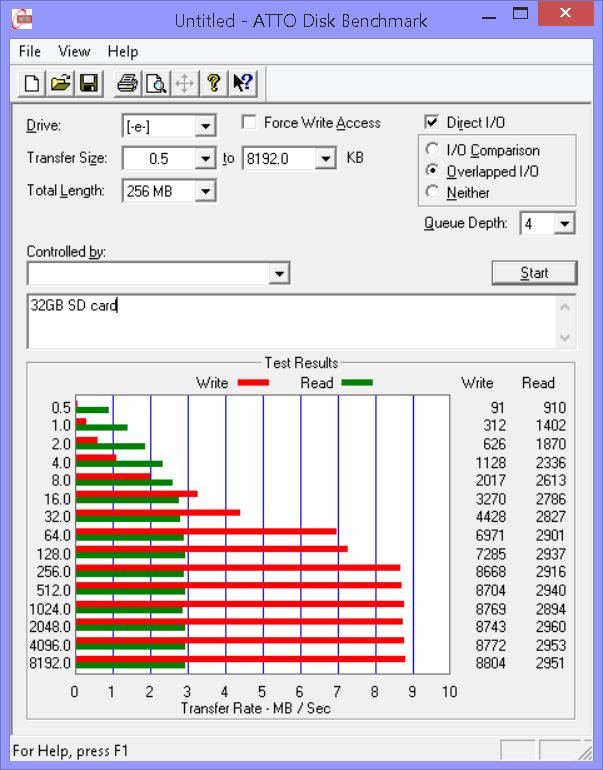 Untitled - ATTO Disk Benchmark
File View Help
Drive: [-e-] Force Write Access Direct I/O
Transfer Size: 0.5 to 8192.0 KB
I/O Comparison
Overlapped I/O
Neither
Total Length: 256 MB
Queue Depth: 4
Controlled by:
Start
32GB SD card
Test Results
Write Read Write Read
0.5 91 910
1.0 312 1402
2.0 626 1870
4.0 1128 2336
8.0 2017 2613
16.0 3270 2786
32.0 4428 2827
64.0 6971 2901
128.0 7285 2937
256.0 8668 2916
512.0 8704 2940
1024.0 8769 2894
2048.0 8743 2960
4096.0 8772 2953
8192.0 8804 2951
0 1 2 3 4 5 6 7 8 9 10
Transfer Rate - MB / Sec
For Help, press F1